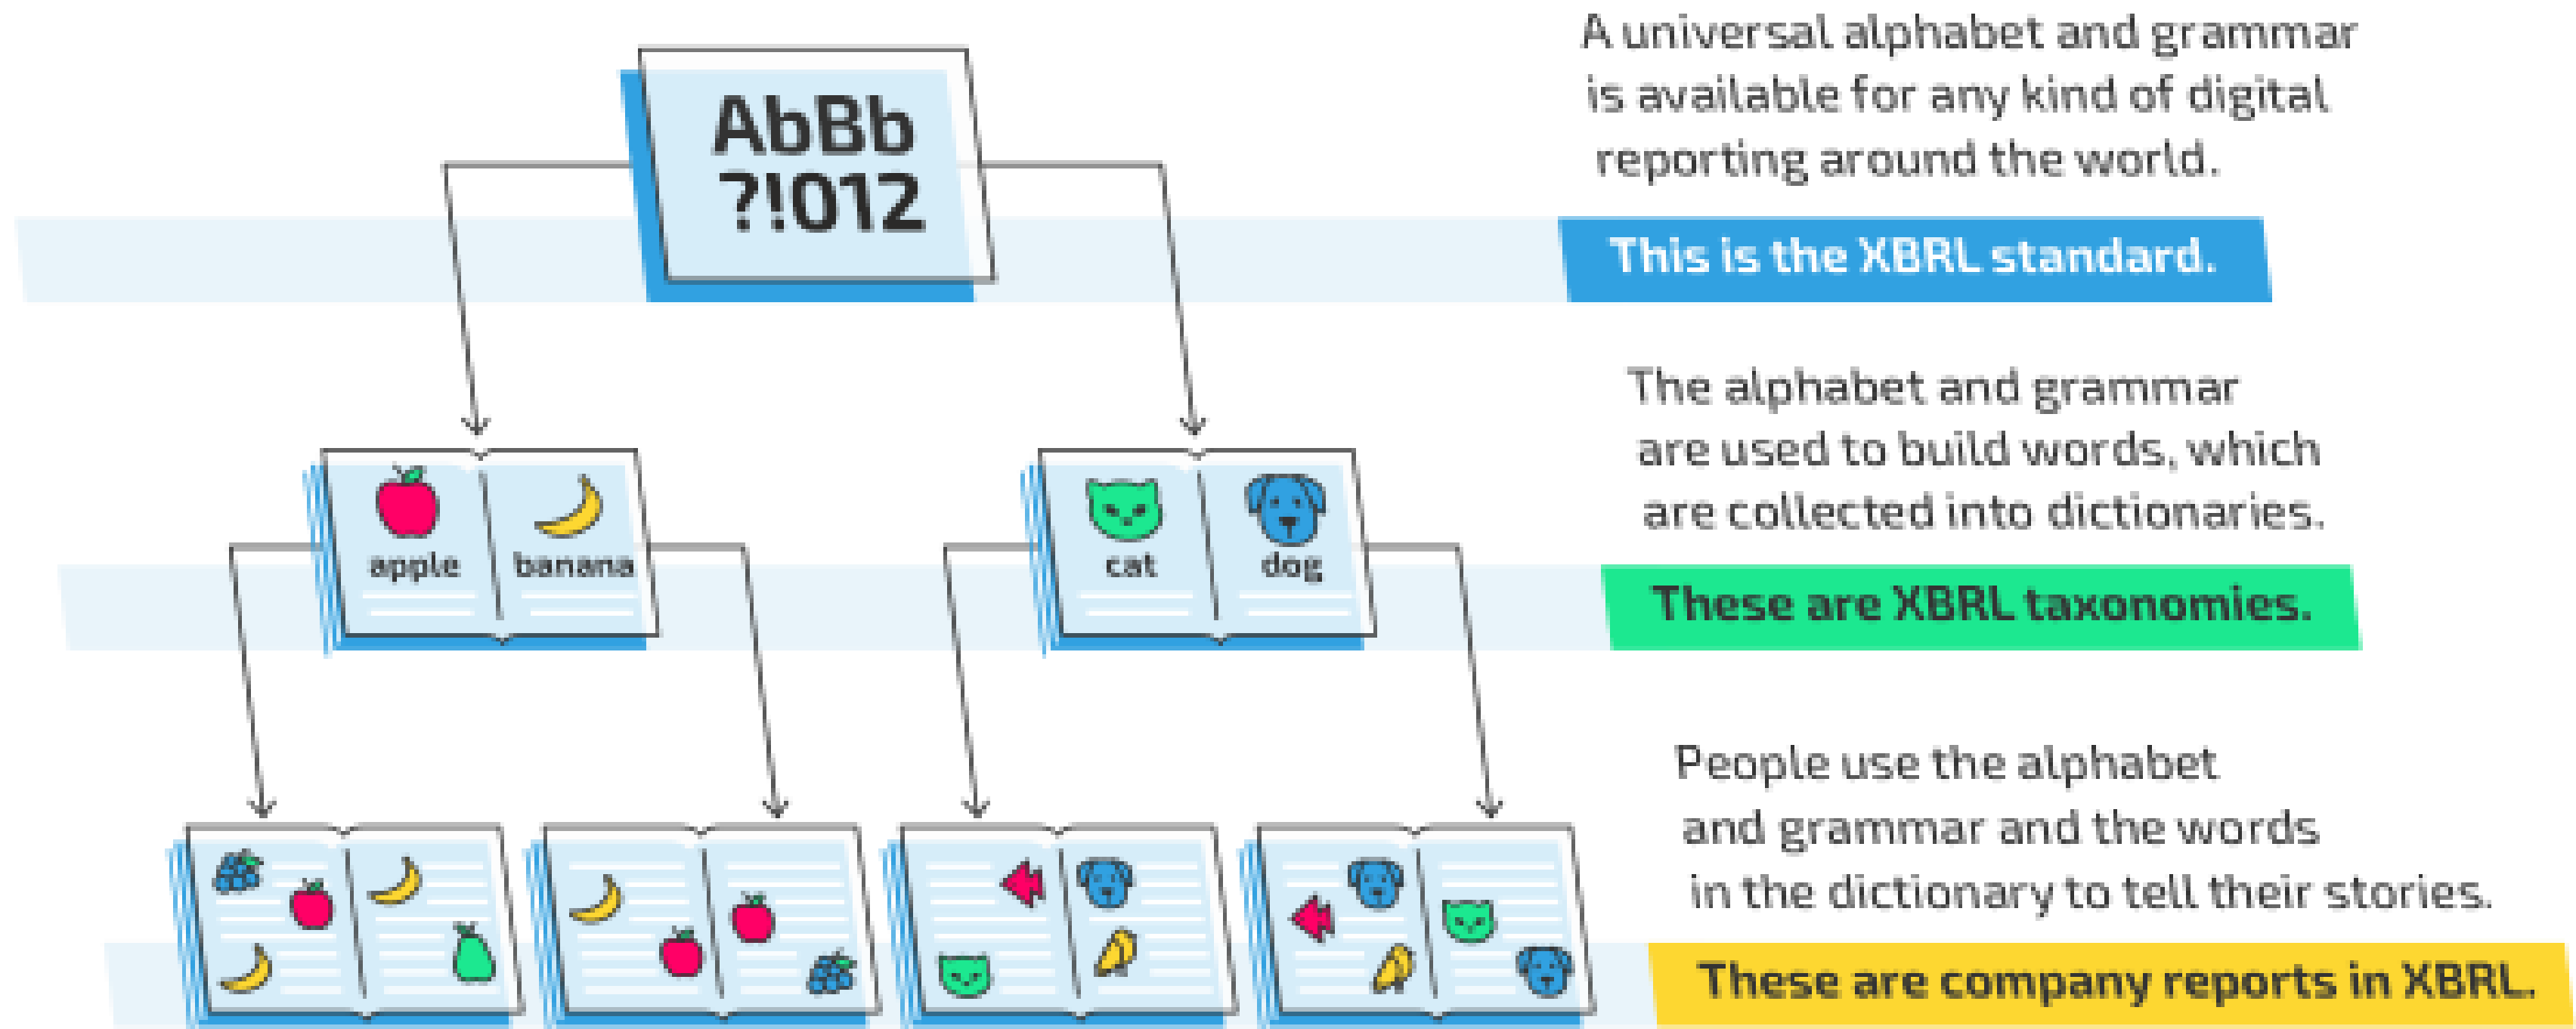 AbBb
?!012
A universal alphabet and grammar
is available for any kind of digital
reporting around the world.
This is the XBRL standard.
apple
banana
cat
dog
The alphabet and grammar
are used to build words, which
are collected into dictionaries.
These are XBRL taxonomies.
People use the alphabet
and grammar and the words
in the dictionary to tell their stories.
These are company reports in XBRL.